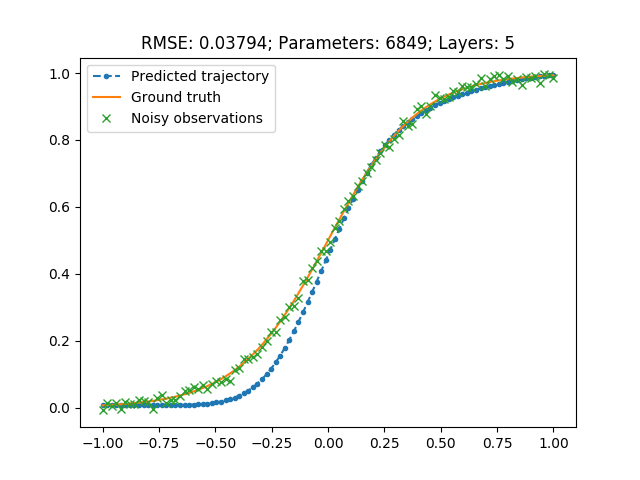 RMSE: 0.03794; Parameters: 6849; Layers: 5
Predicted trajectory
Ground truth
Noisy observations
1.0
0.8
0.6
0.4
0.2
0.0
−1.00 −0.75 −0.50 −0.25 0.00 0.25 0.50 0.75 1.00